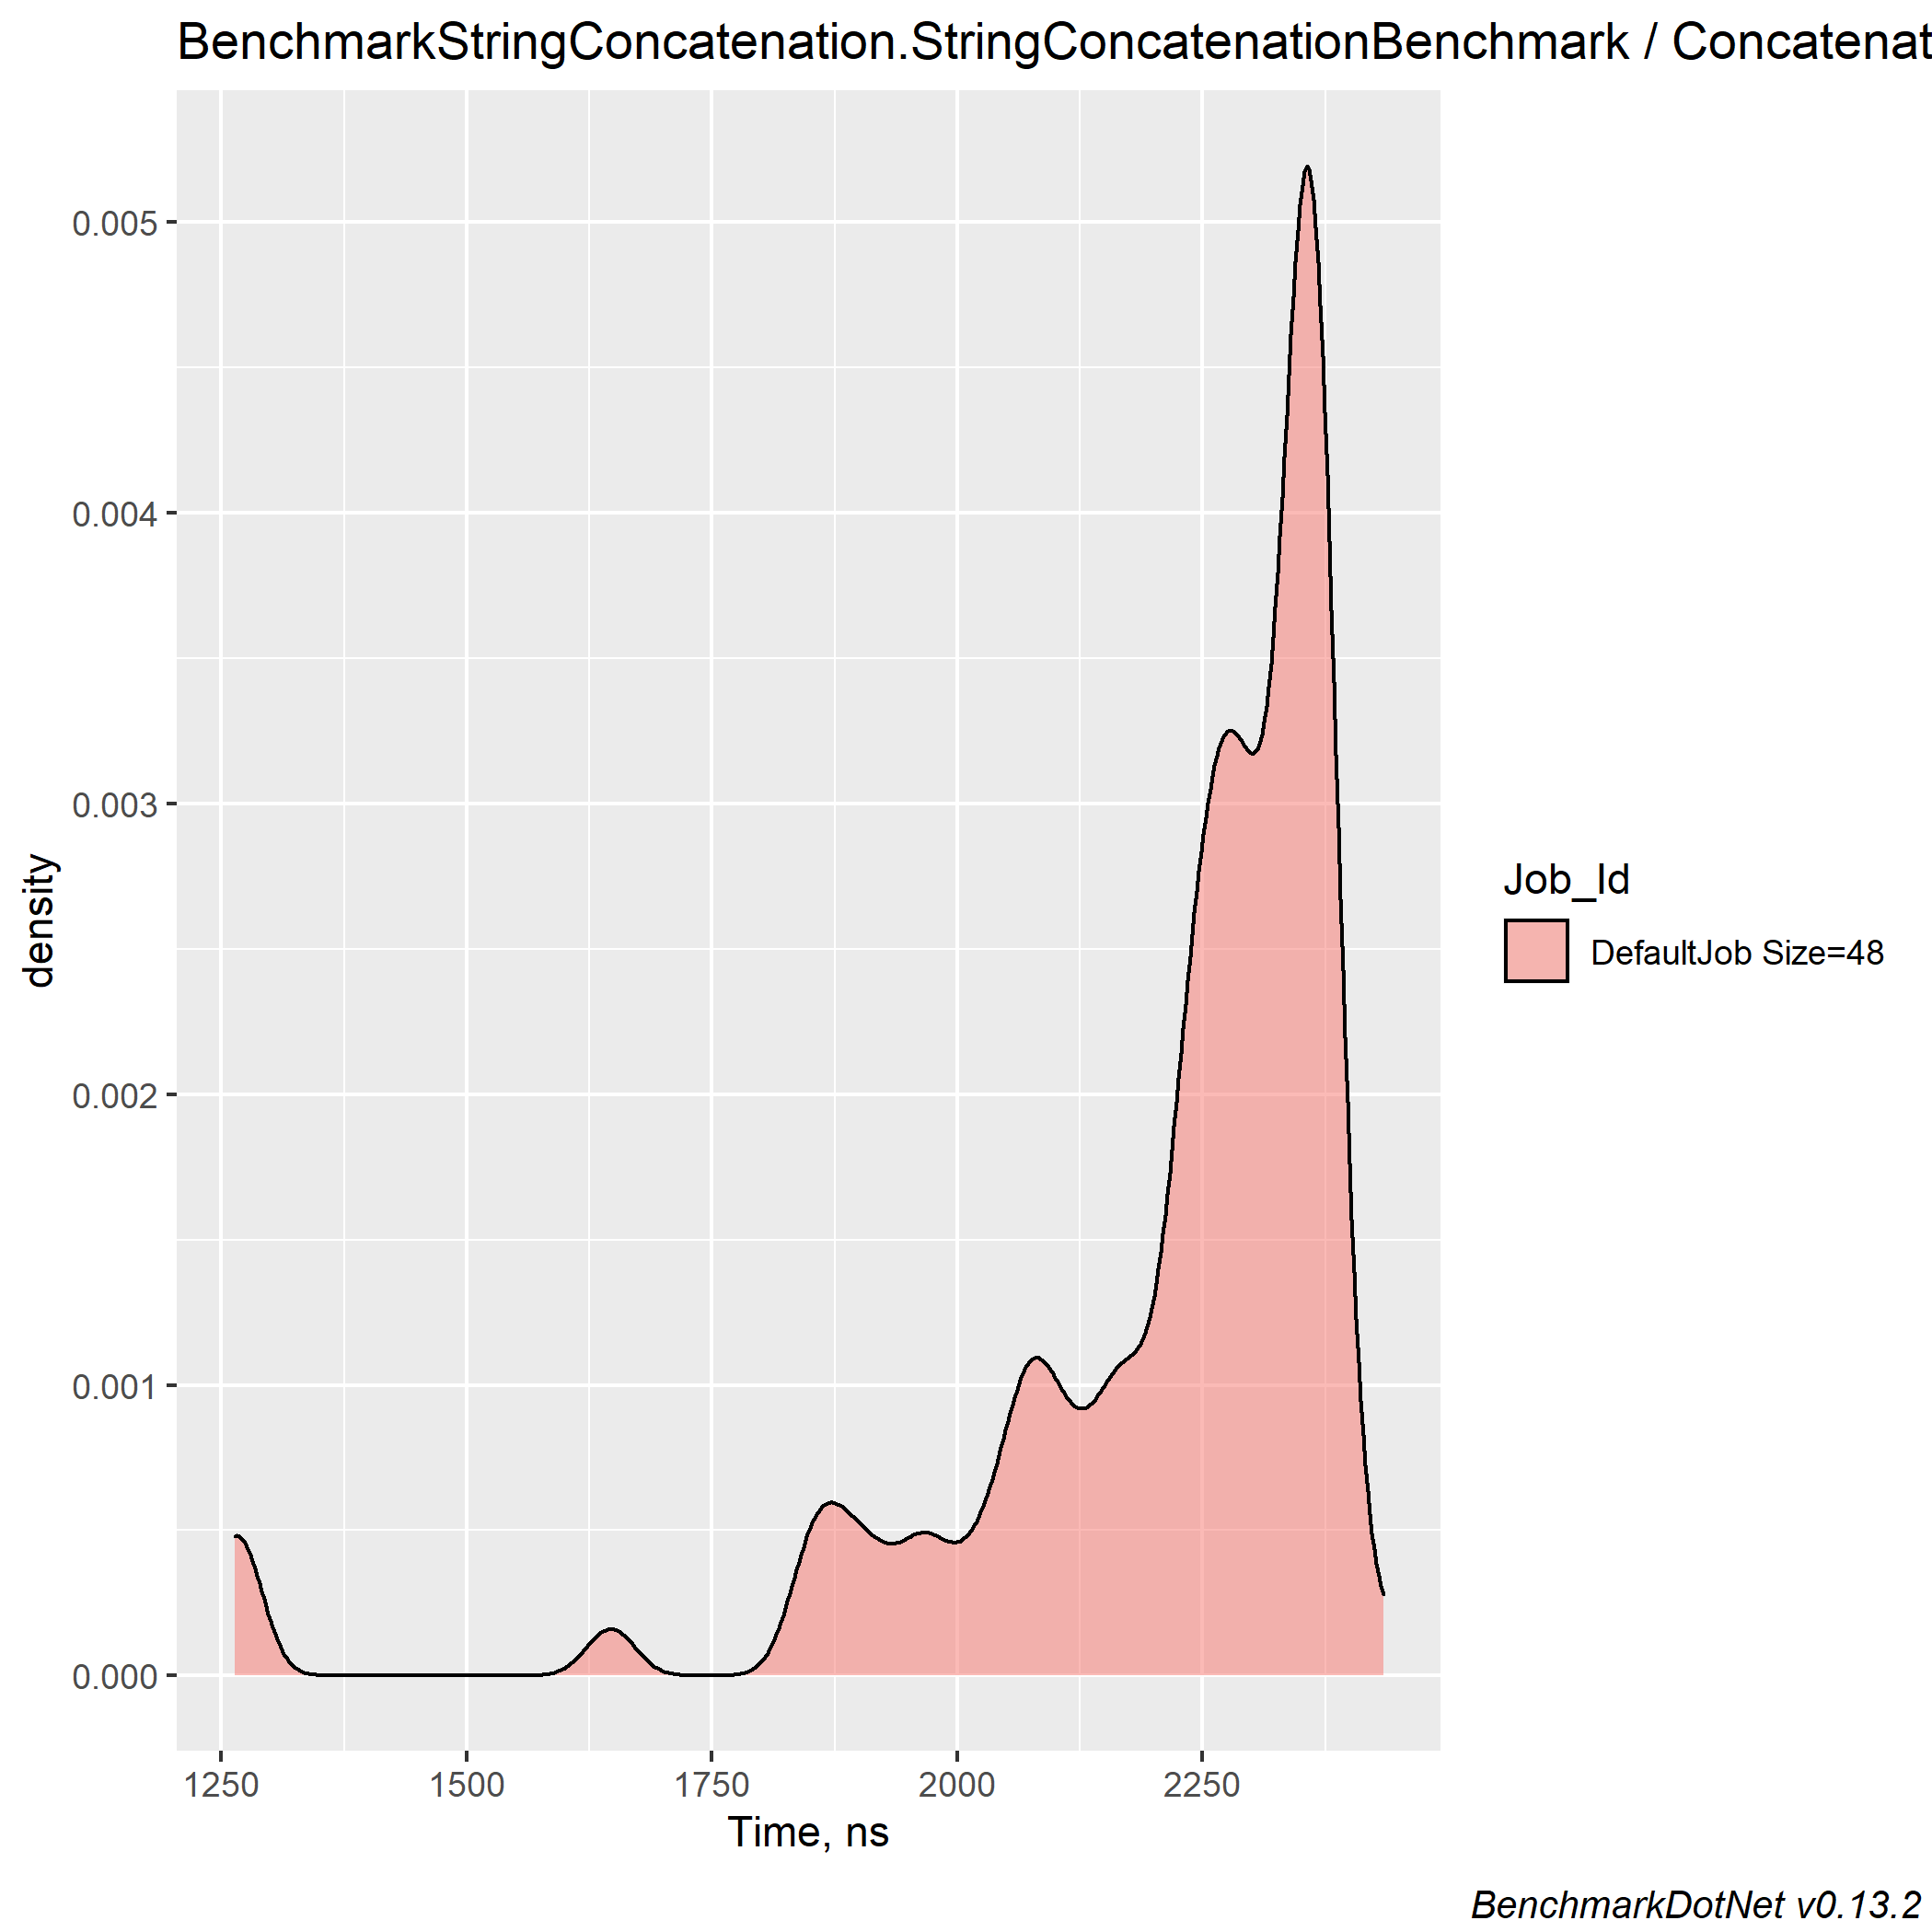 BenchmarkStringConcatenation.StringConcatenationBenchmark / Concatenat
0.005
0.004
0.003
0.002
0.001
0.000
density
1250 1500 1750 2000 2250
Time, ns
Job_Id
DefaultJob Size=48
BenchmarkDotNet v0.13.2